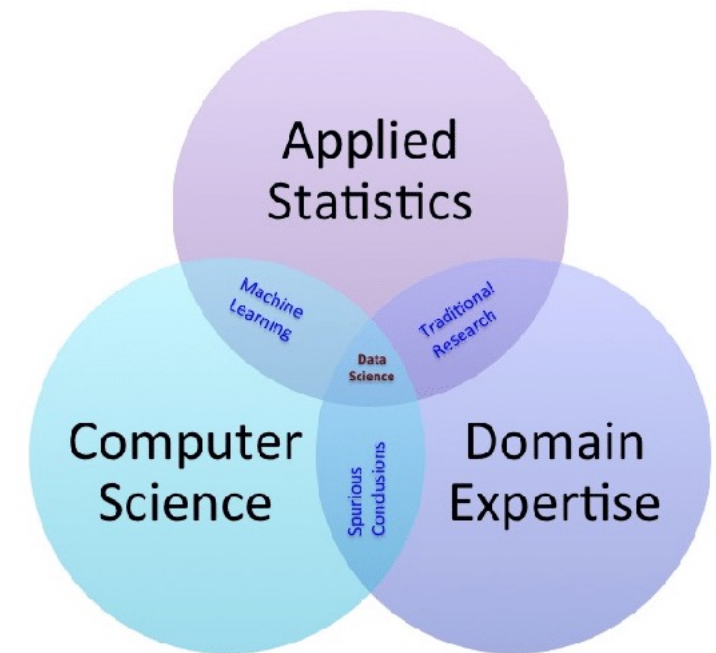 Applied
Statistics
Machine
Learning
Traditional
Research
Data
Science
Computer
Science
Spurious
Conclusions
Domain
Expertise